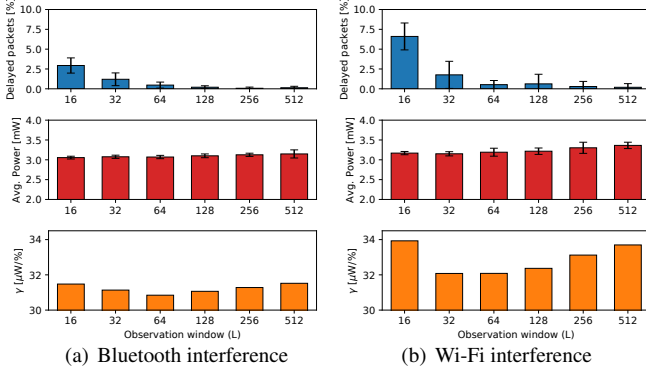 Delayed packets [%]
10.0
7.5
5.0
2.5
0.0
16 32 64 128 256 512
Avg. Power [mW]
4.0
3.5
3.0
2.5
2.0
16 32 64 128 256 512
γ [μW/%]
34
32
30
16 32 64 128 256 512
Observation window (L)
(a) Bluetooth interference
Delayed packets [%]
10.0
7.5
5.0
2.5
0.0
16 32 64 128 256 512
Avg. Power [mW]
4.0
3.5
3.0
2.5
2.0
16 32 64 128 256 512
γ [μW/%]
34
32
30
16 32 64 128 256 512
Observation window (L)
(b) Wi-Fi interference